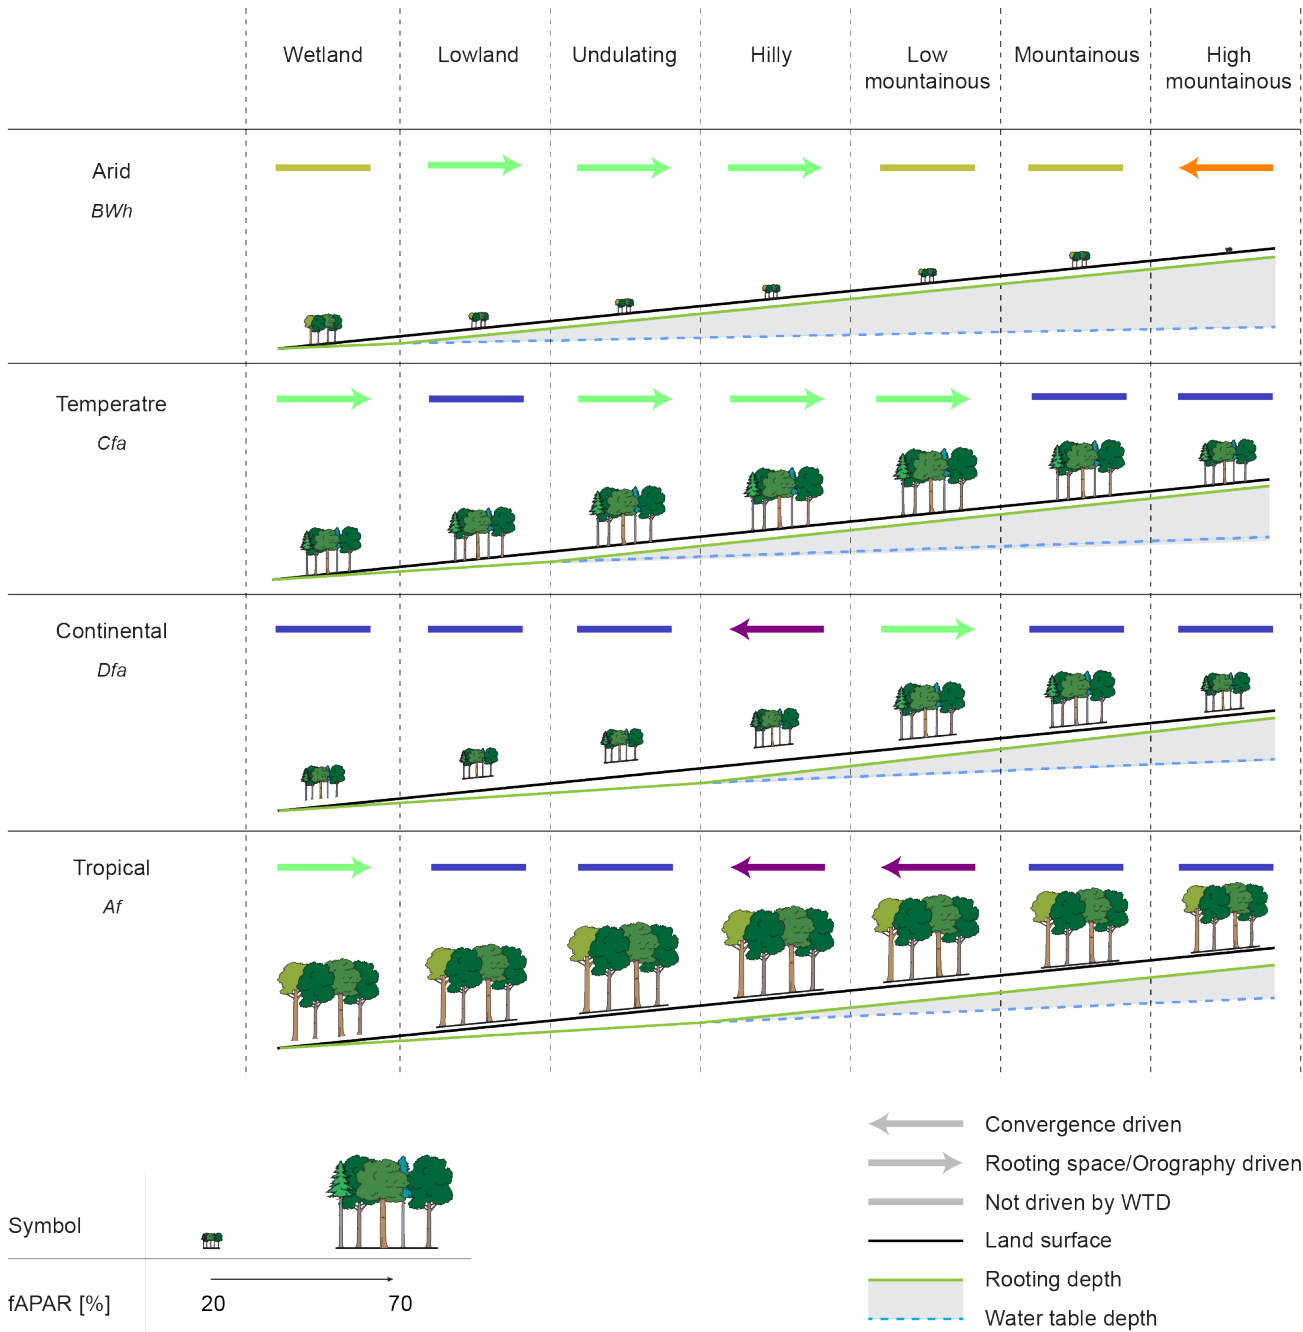 Wetland
Lowland
Undulating
Hilly
Low
mountainous
Mountainous
High
mountainous
Arid
BWh
Temperatre
Cfa
Continental
Dfa
Tropical
Af
Convergence driven
Rooting space/Orography driven
Not driven by WTD
Land surface
Rooting depth
Water table depth
Symbol
fAPAR [%]
20
70